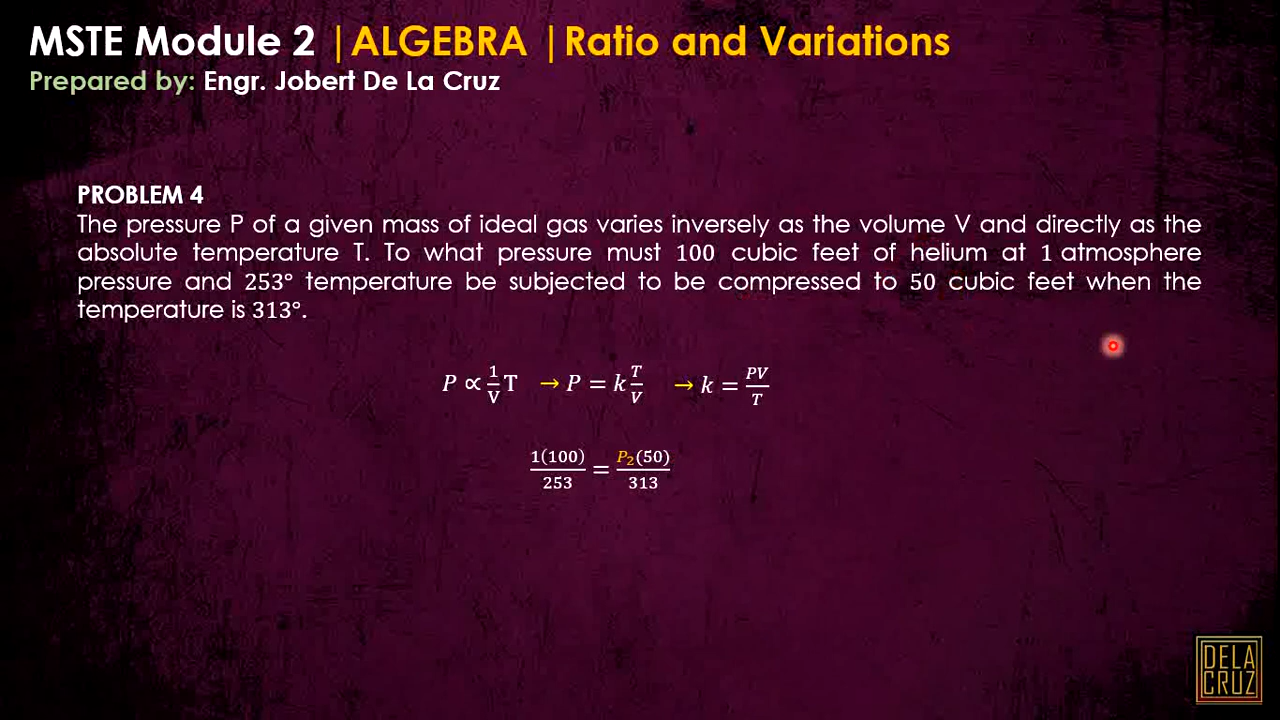 MSTE Module 2 |ALGEBRA |Ratio and Variations
Prepared by: Engr. Jobert De La Cruz
PROBLEM 4
The pressure P of a given mass of ideal gas varies inversely as the volume V and directly as the
absolute temperature T. To what pressure must 100 cubic feet of helium at 1 atmosphere
pressure and 253° temperature be subjected to be compressed to 50 cubic feet when the
temperature is 313°.
P ∝ 1/V T → P = k T/V → k = PV/T
1(100)/253 = P₂(50)/313
DELA
CRUZ